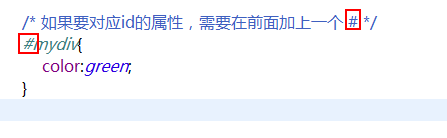 /* 如果要对应id的属性，需要在前面加上一个 # */
#mydiv{
color:green;
}